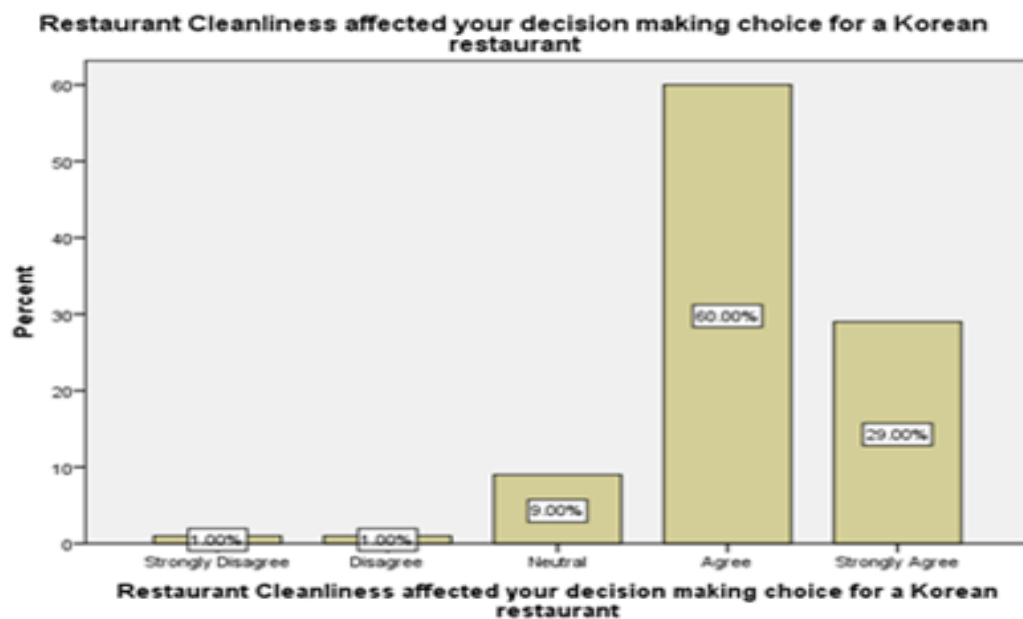 Restaurant Cleanliness affected your decision making choice for a Korean
restaurant
60
50
40
30
20
10
0
Percent
1.00%
1.00%
9.00%
60.00%
29.00%
Strongly Disagree
Disagree
Neutral
Agree
Strongly Agree
Restaurant Cleanliness affected your decision making choice for a Korean
restaurant